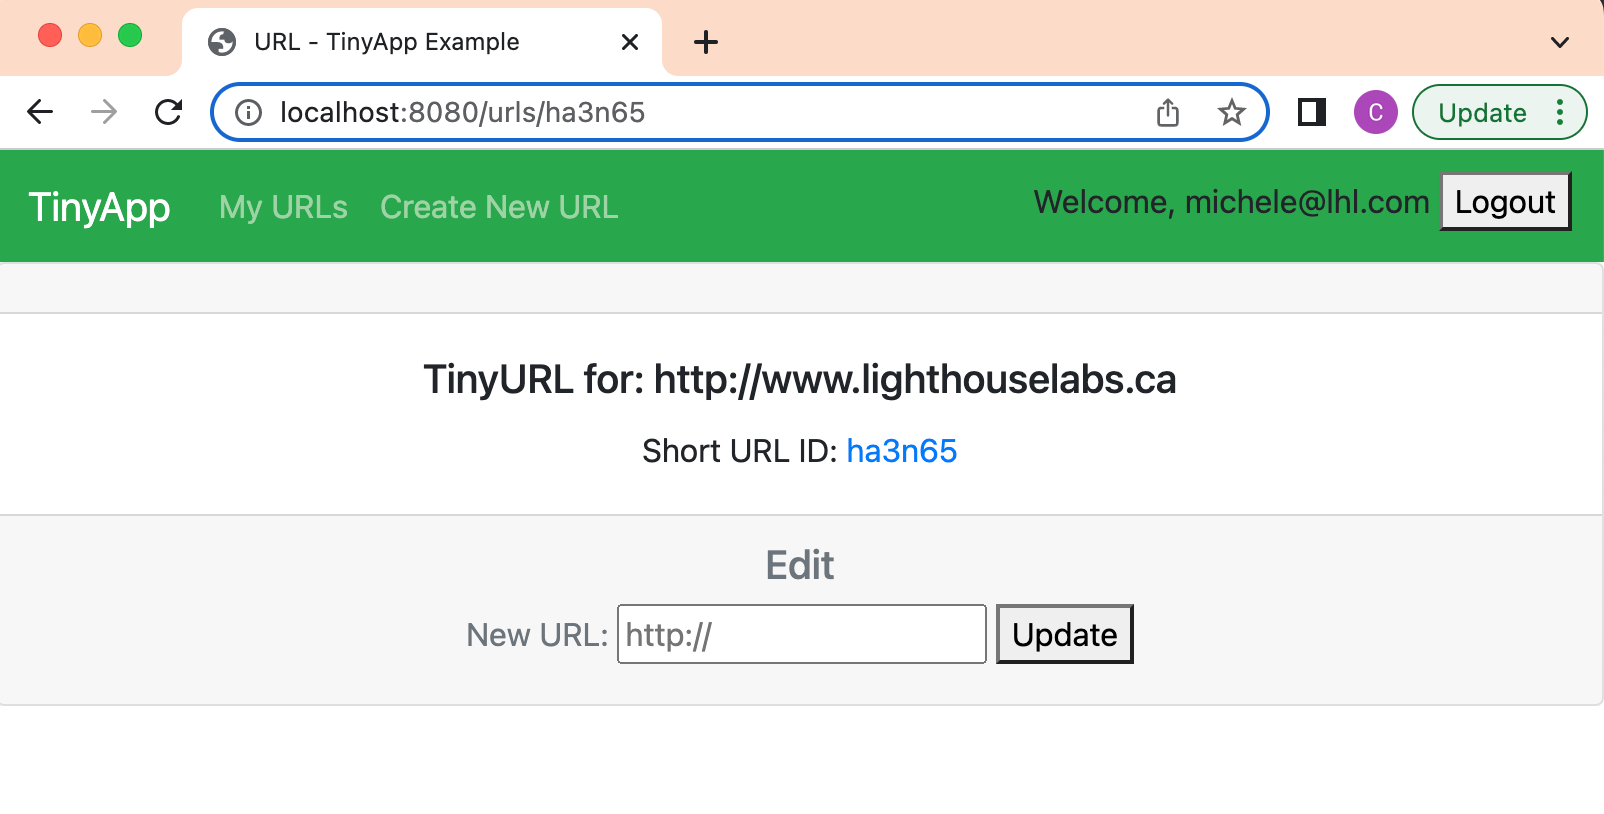 URL - TinyApp Example
localhost:8080/urls/ha3n65
C
Update
TinyApp My URLs Create New URL Welcome, michele@lhl.com Logout
TinyURL for: http://www.lighthouselabs.ca
Short URL ID: ha3n65
Edit
New URL: http:// Update